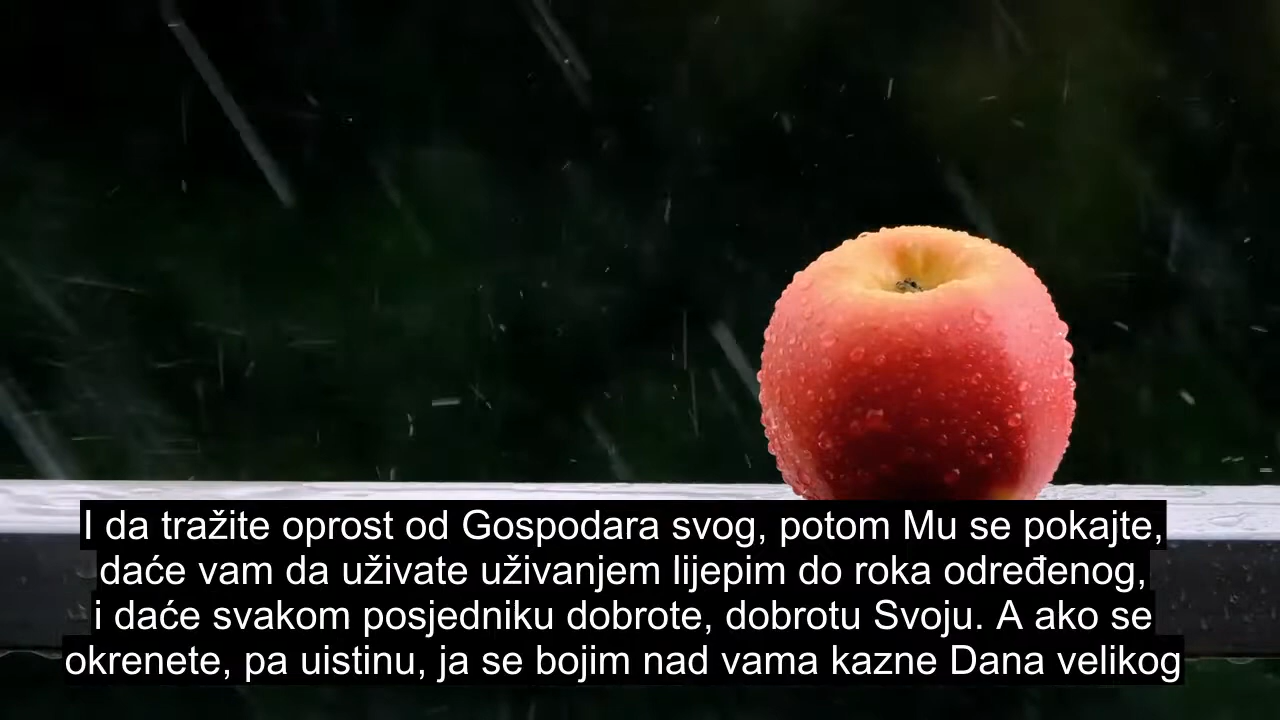 I da tražite oprost od Gospodara svog, potom Mu se pokajte,
daće vam da uživate uživanjem lijepim do roka određenog,
i daće svakom posjedniku dobrote, dobrotu Svoju. A ako se
okrenete, pa uistinu, ja se bojim nad vama kazne Dana velikog